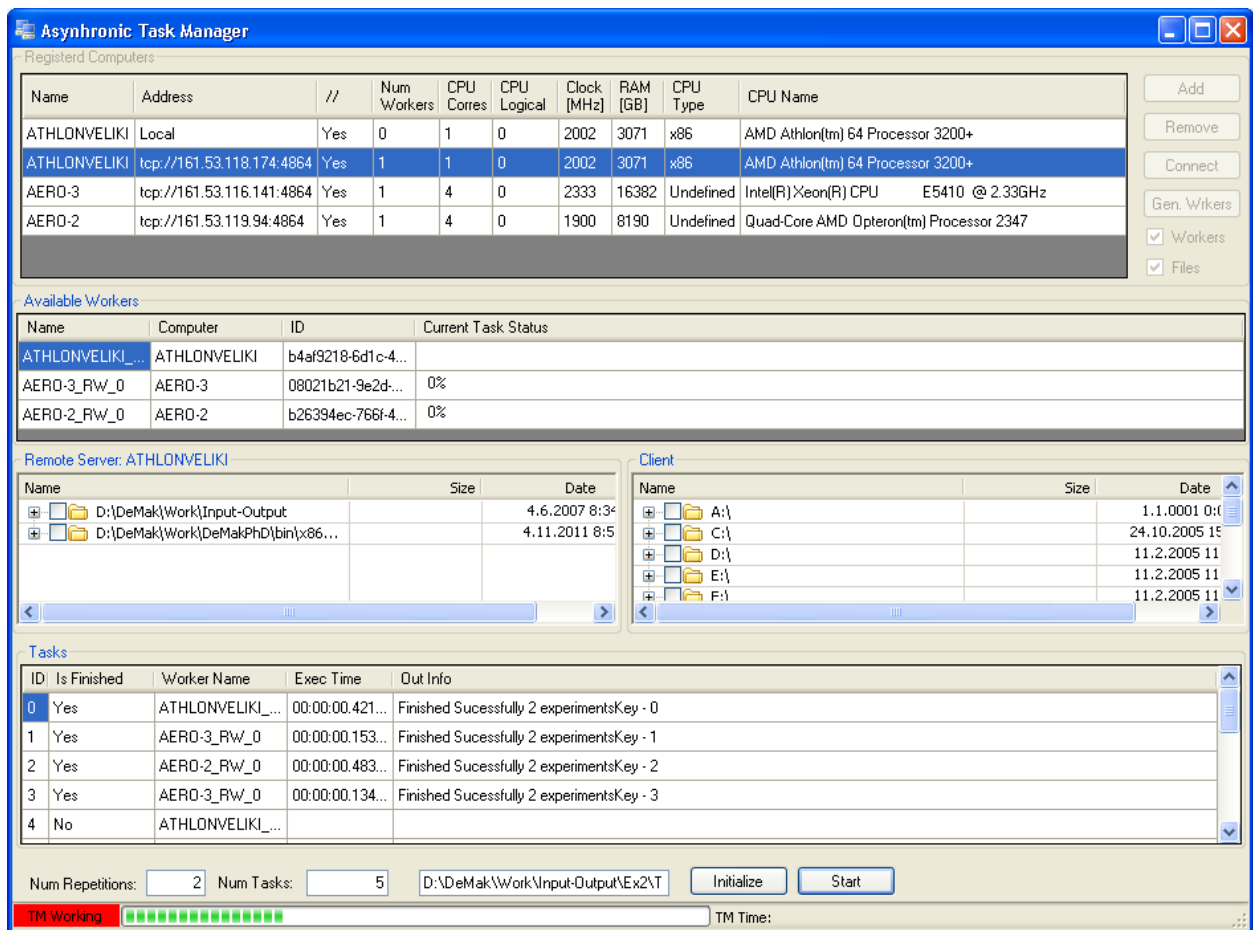 Asynhronic Task Manager
Registerd Computers
Name Address // Num Workers CPU Corres CPU Logical Clock [MHz] RAM [GB] CPU Type CPU Name
ATHLONVELIKI Local Yes 0 1 0 2002 3071 x86 AMD Athlon(tm) 64 Processor 3200+
ATHLONVELIKI tcp://161.53.118.174:4864 Yes 1 1 0 2002 3071 x86 AMD Athlon(tm) 64 Processor 3200+
AERO-3 tcp://161.53.116.141:4864 Yes 1 4 0 2333 16382 Undefined Intel(R) Xeon(R) CPU E5410 @ 2.33GHz
AERO-2 tcp://161.53.119.94:4864 Yes 1 4 0 1900 8190 Undefined Quad-Core AMD Opteron(tm) Processor 2347
Add
Remove
Connect
Gen. Wrkers
Workers
Files
Available Workers
Name Computer ID Current Task Status
ATHLONVELIKI_... ATHLONVELIKI b4af9218-6d1c-4...
AERO-3_RW_0 AERO-3 08021b21-9e2d-... 0%
AERO-2_RW_0 AERO-2 b26394ec-766f-4... 0%
Remote Server: ATHLONVELIKI
Name Size Date
D:\DeMak\Work\Input-Output 4.6.2007 8:34
D:\DeMak\Work\DeMakPhD\bin\x86... 4.11.2011 8:5
Client
Name Size Date
A:\ 1.1.0001 0:(
C:\ 24.10.2005 15
D:\ 11.2.2005 11
E:\ 11.2.2005 11
F:\ 11.2.2005 11
Tasks
ID Is Finished Worker Name Exec Time Out Info
0 Yes ATHLONVELIKI_... 00:00:00.421... Finished Sucessfully 2 experimentsKey - 0
1 Yes AERO-3_RW_0 00:00:00.153... Finished Sucessfully 2 experimentsKey - 1
2 Yes AERO-2_RW_0 00:00:00.483... Finished Sucessfully 2 experimentsKey - 2
3 Yes AERO-3_RW_0 00:00:00.134... Finished Sucessfully 2 experimentsKey - 3
4 No ATHLONVELIKI_...
Num Repetitions: 2 Num Tasks: 5 D:\DeMak\Work\Input-Output\Ex2\T Initialize Start
TM Working TM Time: